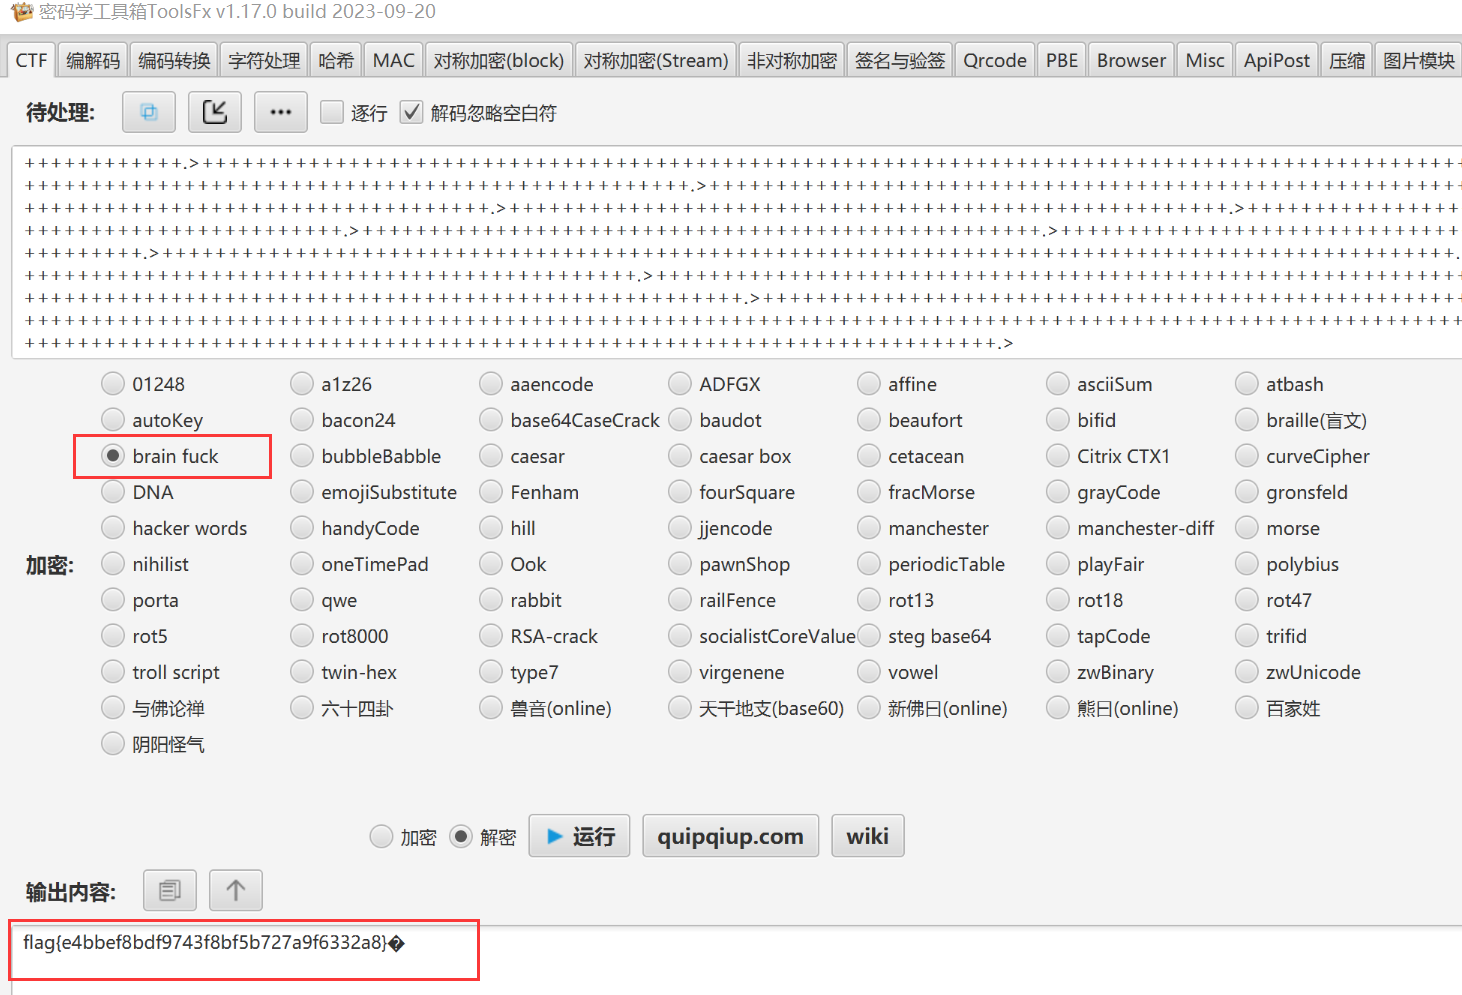 密码学工具箱ToolsFx v1.17.0 build 2023-09-20
CTF 编解码 编码转换 字符处理 哈希 MAC 对称加密(block) 对称加密(Stream) 非对称加密 签名与验签 Qrcode PBE Browser Misc ApiPost 压缩 图片模块
待处理: 逐行 解码忽略空白符
01248 a1z26 aaencode ADFGX affine asciiSum atbash
autoKey bacon24 base64CaseCrack baudot beaufort bifid braille(盲文)
brain fuck bubbleBabble caesar caesar box cetacean Citrix CTX1 curveCipher
DNA emojiSubstitute Fenham fourSquare fracMorse grayCode gronsfeld
hacker words handyCode hill jjencode manchester manchester-diff morse
加密: nihilist oneTimePad Ook pawnShop periodicTable playFair polybius
porta qwe rabbit railFence rot13 rot18 rot47
rot5 rot8000 RSA-crack socialistCoreValue steg base64 tapCode trifid
troll script twin-hex type7 virgenene vowel zwBinary zwUnicode
与佛论禅 六十四卦 兽音(online) 天干地支(base60) 新佛曰(online) 熊曰(online) 百家姓
阴阳怪气
加密 解密 运行 quipqiup.com wiki
输出内容:
flag{e4bbef8bdf9743f8bf5b727a9f6332a8}�